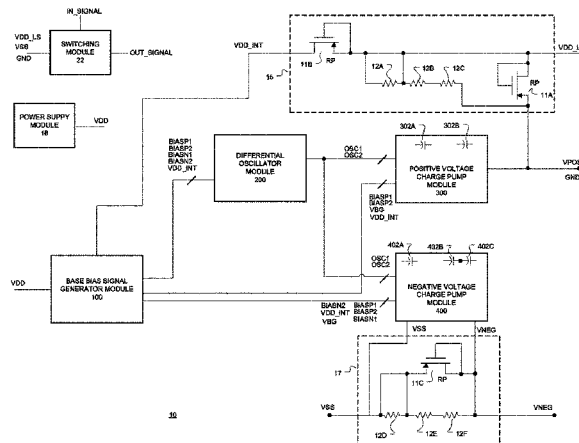 IN_SIGNAL
VDD_LS
VSS
GND
SWITCHING
MODULE
22
OUT_SIGNAL
POWER SUPPLY
MODULE 18
VDD
VDD_INT
11B
RP
16
12A
12B
12C
RP
11A
BIASP1
BIASP2
BIASN1
BIASN2
VDD_INT
DIFFERENTIAL
OSCILLATOR
MODULE
200
OSC1
OSC2
302A
302B
POSITIVE VOLTAGE
CHARGE PUMP
MODULE
300
VPOS
GND
BIASP1
BIASP2
VBG
VDD_INT
VDD
BASE BIAS SIGNAL
GENERATOR MODULE
100
OSC1
OSC2
402A
402B
402C
NEGATIVE VOLTAGE
CHARGE PUMP
MODULE
400
BIASN2
VDD_INT
VBG
BIASP1
BIASP2
BIASN1
VSS
VNEG
17
11C
RP
VSS
12D
12E
12F
VNEG
10